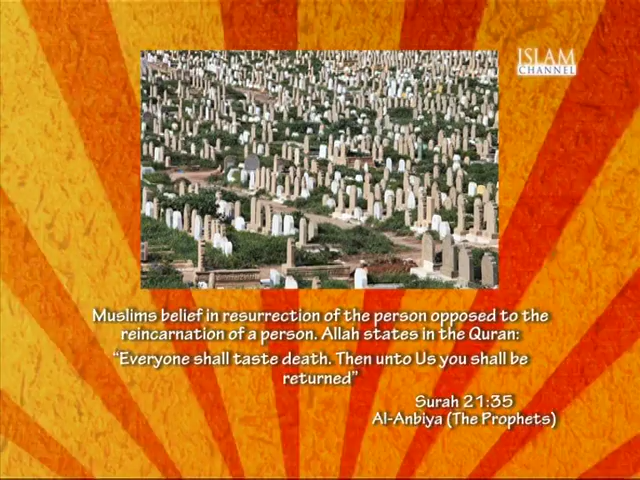 ISLAM
CHANNEL
Muslims belief in resurrection of the person opposed to the
reincarnation of a person. Allah states in the Quran:
“Everyone shall taste death. Then unto Us you shall be
returned”
Surah 21:35
Al-Anbiya (The Prophets)